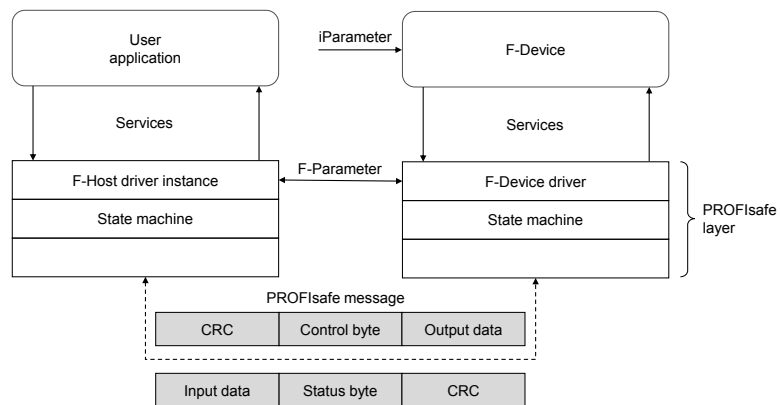 User
application
iParameter
F-Device
Services
Services
F-Host driver instance
F-Parameter
F-Device driver
State machine
State machine
PROFIsafe
layer
PROFIsafe message
CRC
Control byte
Output data
Input data
Status byte
CRC